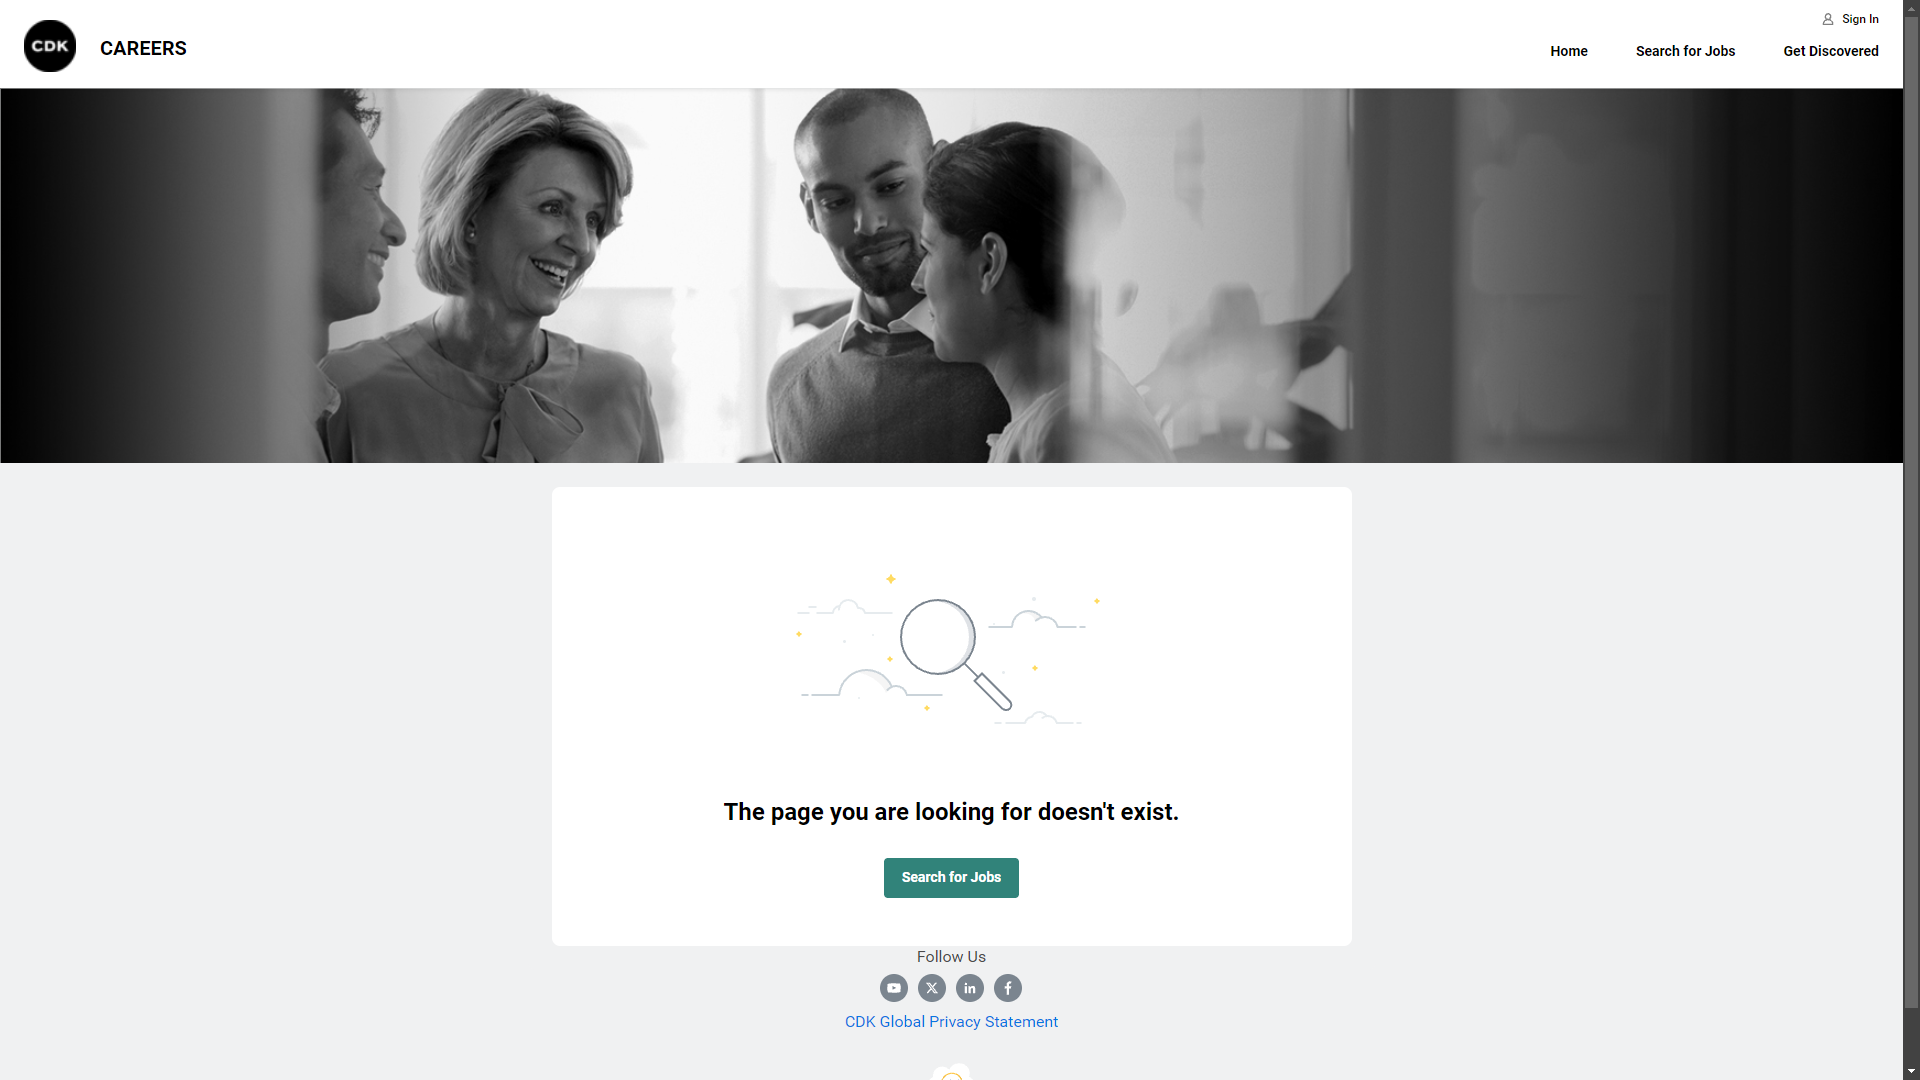 Sign In
CDK
CAREERS
Home
Search for Jobs
Get Discovered
The page you are looking for doesn't exist.
Search for Jobs
Follow Us
CDK Global Privacy Statement